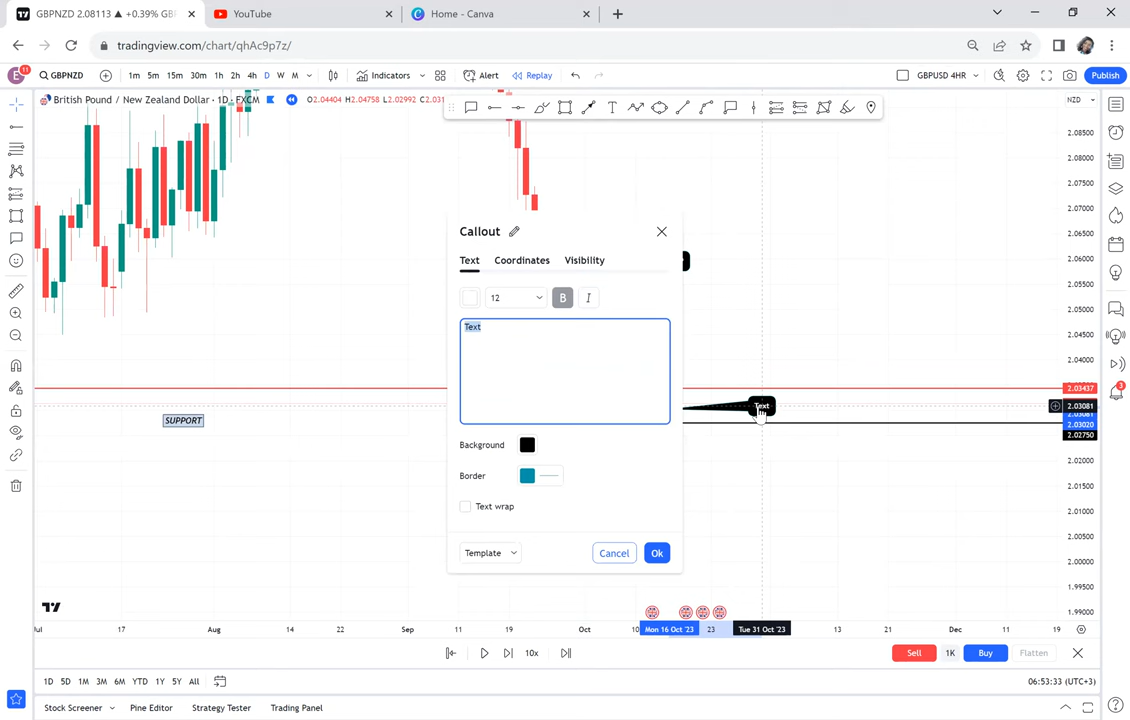 GBPNZD 2.08113 ▲ +0.39% GBP
YouTube
Home - Canva
tradingview.com/chart/qhAc9p7z/
E 11 GBPNZD 1m 5m 15m 30m 1h 2h 4h D W M Indicators Alert Replay GBPUSD 4HR Publish
British Pound / New Zealand Dollar · 1D · FXCM O2.04404 H2.04758 L2.02992 C2.031
NZD
2.08500
2.08000
2.07500
2.07000
2.06500
2.06000
2.05500
2.05000
2.04500
2.04000
2.03437
2.03081
2.03081
2.03020
2.02750
2.02000
2.01500
2.01000
2.00500
2.00000
1.99500
1.99000
Callout
Text Coordinates Visibility
12 B I
Text
Text
SUPPORT
Background
Border
Text wrap
Template Cancel Ok
3
Jul 17 Aug 14 22 Sep 11 19 Oct 10 Mon 16 Oct '23 23 Tue 31 Oct '23 13 21 Dec 11 19
10x Sell 1K Buy Flatten
1D 5D 1M 3M 6M YTD 1Y 5Y All 06:53:33 (UTC+3)
Stock Screener Pine Editor Strategy Tester Trading Panel